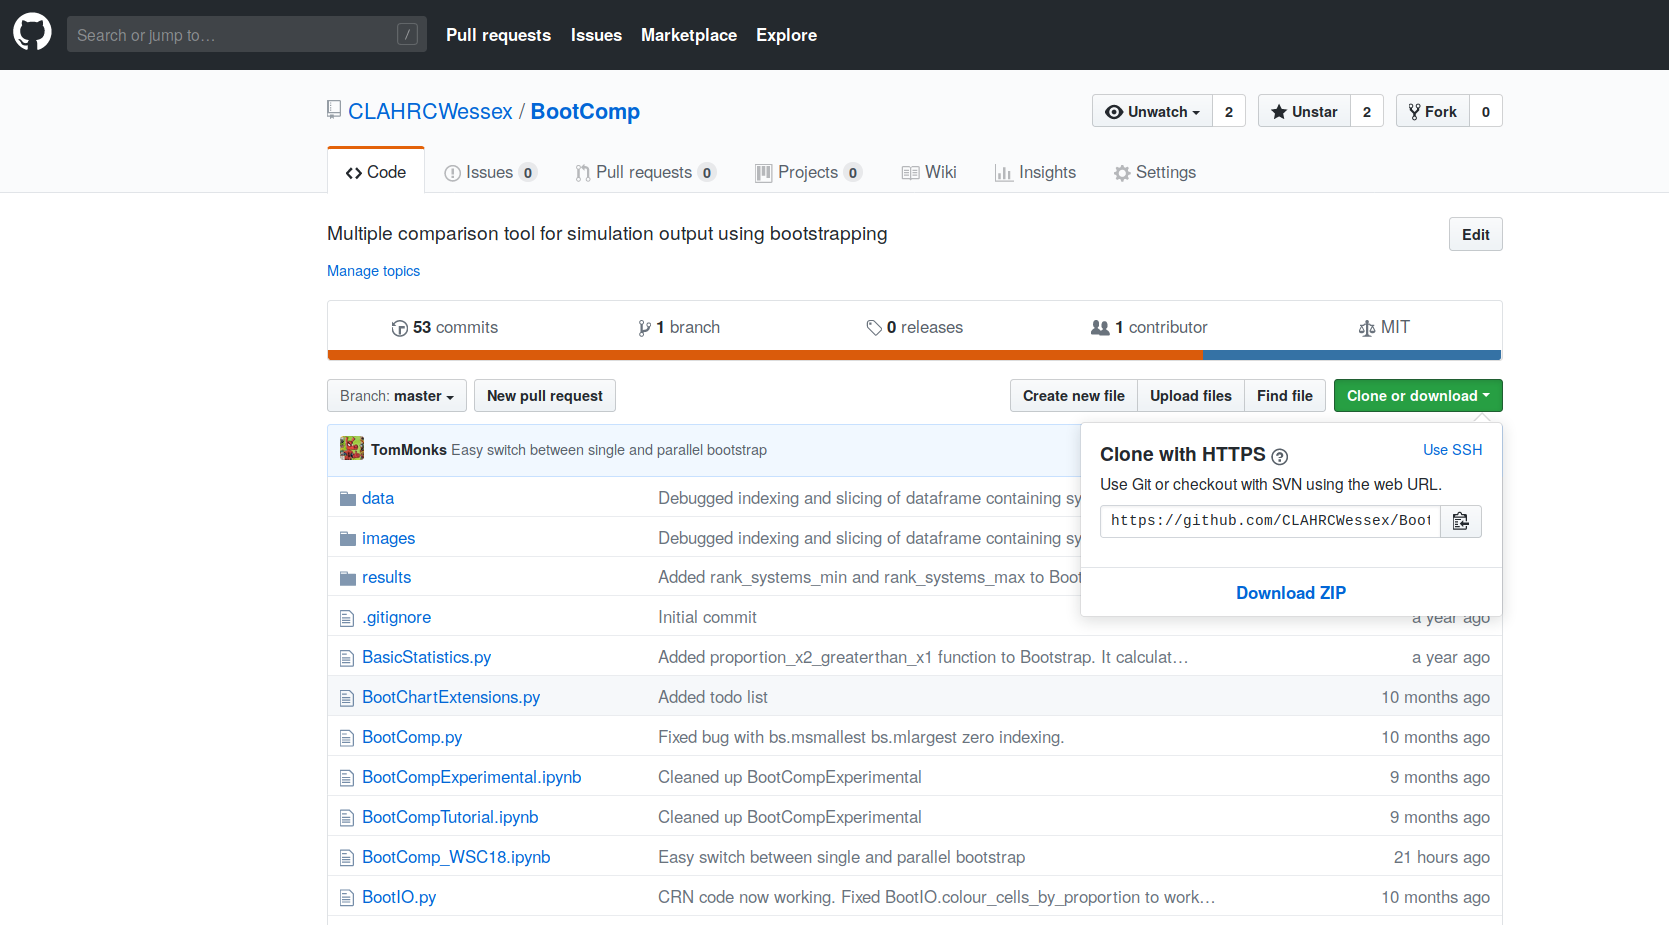 Search or jump to… /
Pull requests Issues Marketplace Explore
CLAHRCWessex / BootComp
Unwatch 2 Unstar 2 Fork 0
Code Issues 0 Pull requests 0 Projects 0 Wiki Insights Settings
Multiple comparison tool for simulation output using bootstrapping
Edit
Manage topics
53 commits 1 branch 0 releases 1 contributor MIT
Branch: master New pull request Create new file Upload files Find file Clone or download
TomMonks Easy switch between single and parallel bootstrap
Clone with HTTPS ? Use SSH
Use Git or checkout with SVN using the web URL.
https://github.com/CLAHRCWessex/Boot
Download ZIP
data Debugged indexing and slicing of dataframe containing sy
images Debugged indexing and slicing of dataframe containing sy
results Added rank_systems_min and rank_systems_max to Boot
.gitignore Initial commit a year ago
BasicStatistics.py Added proportion_x2_greaterthan_x1 function to Bootstrap. It calculat… a year ago
BootChartExtensions.py Added todo list 10 months ago
BootComp.py Fixed bug with bs.msmallest bs.mlargest zero indexing. 10 months ago
BootCompExperimental.ipynb Cleaned up BootCompExperimental 9 months ago
BootCompTutorial.ipynb Cleaned up BootCompExperimental 9 months ago
BootComp_WSC18.ipynb Easy switch between single and parallel bootstrap 21 hours ago
BootIO.py CRN code now working. Fixed BootIO.colour_cells_by_proportion to work… 10 months ago